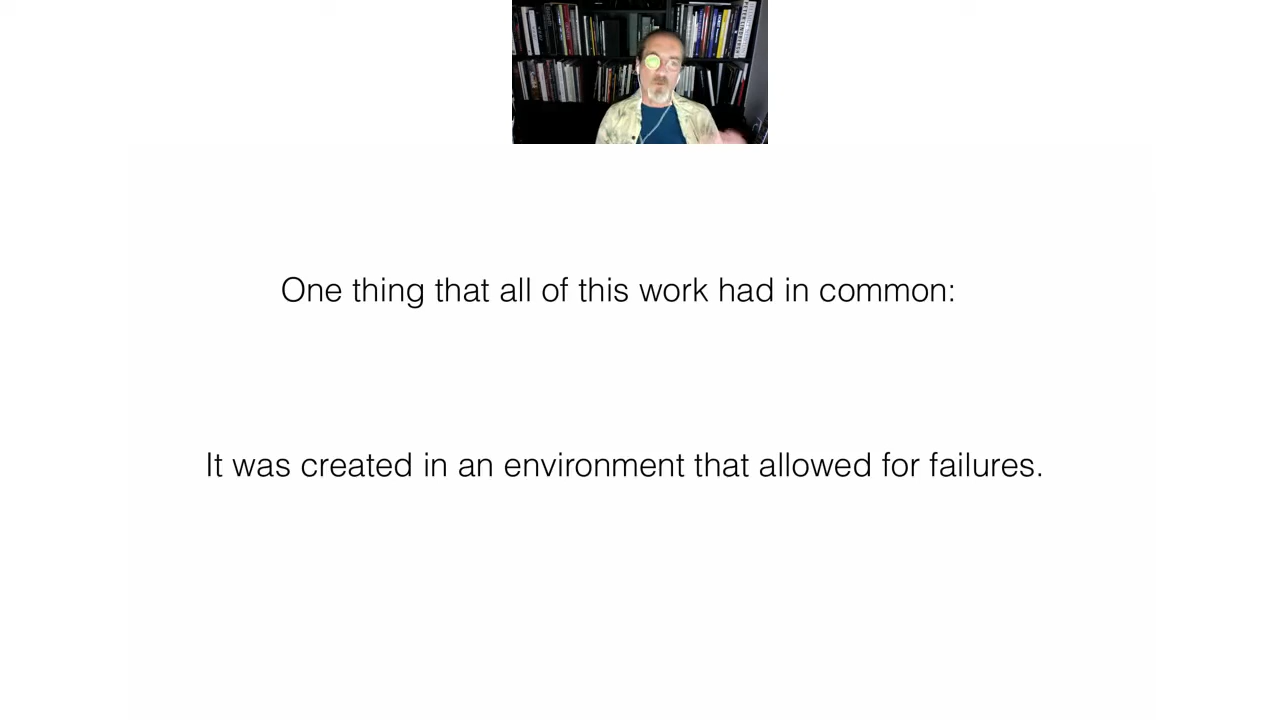 One thing that all of this work had in common:
It was created in an environment that allowed for failures.